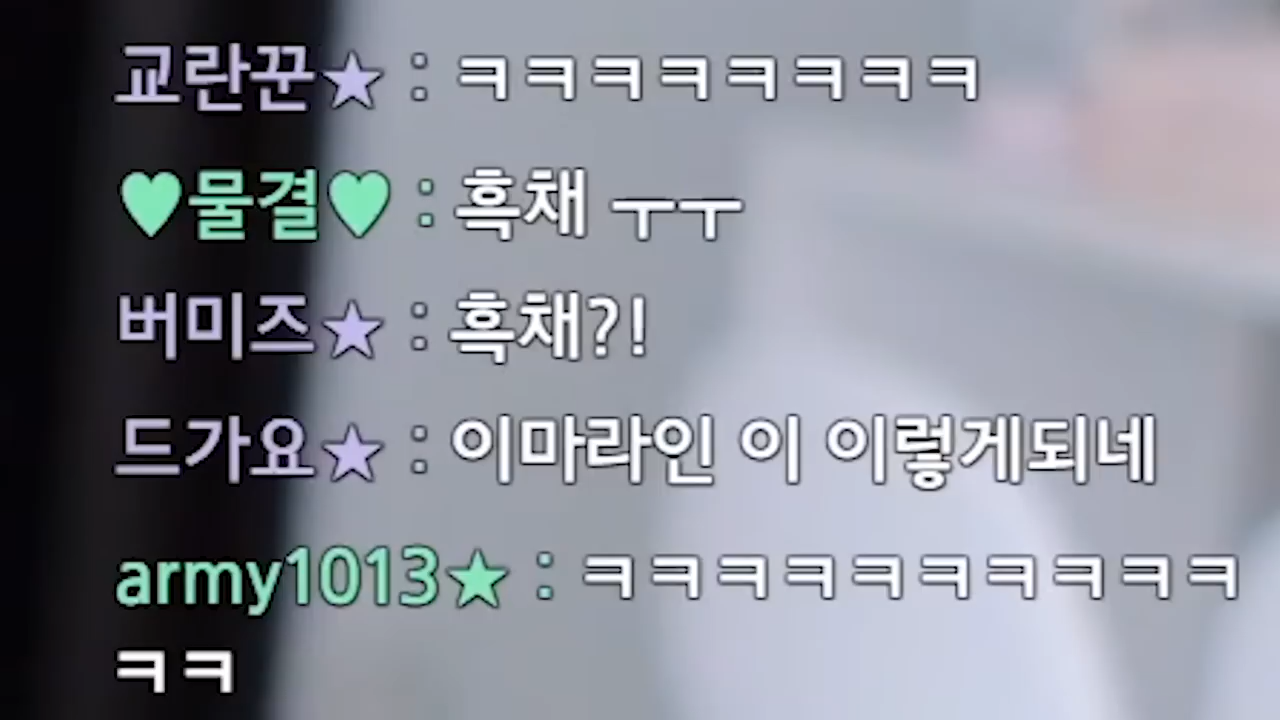 교란꾼★ : ㅋㅋㅋㅋㅋㅋㅋㅋ
♥물결♥ : 흑채 ㅜㅜ
버미즈★ : 흑채?!
드가요★ : 이마라인 이 이렇게되네
army1013★ : ㅋㅋㅋㅋㅋㅋㅋㅋㅋㅋ
ㅋㅋ